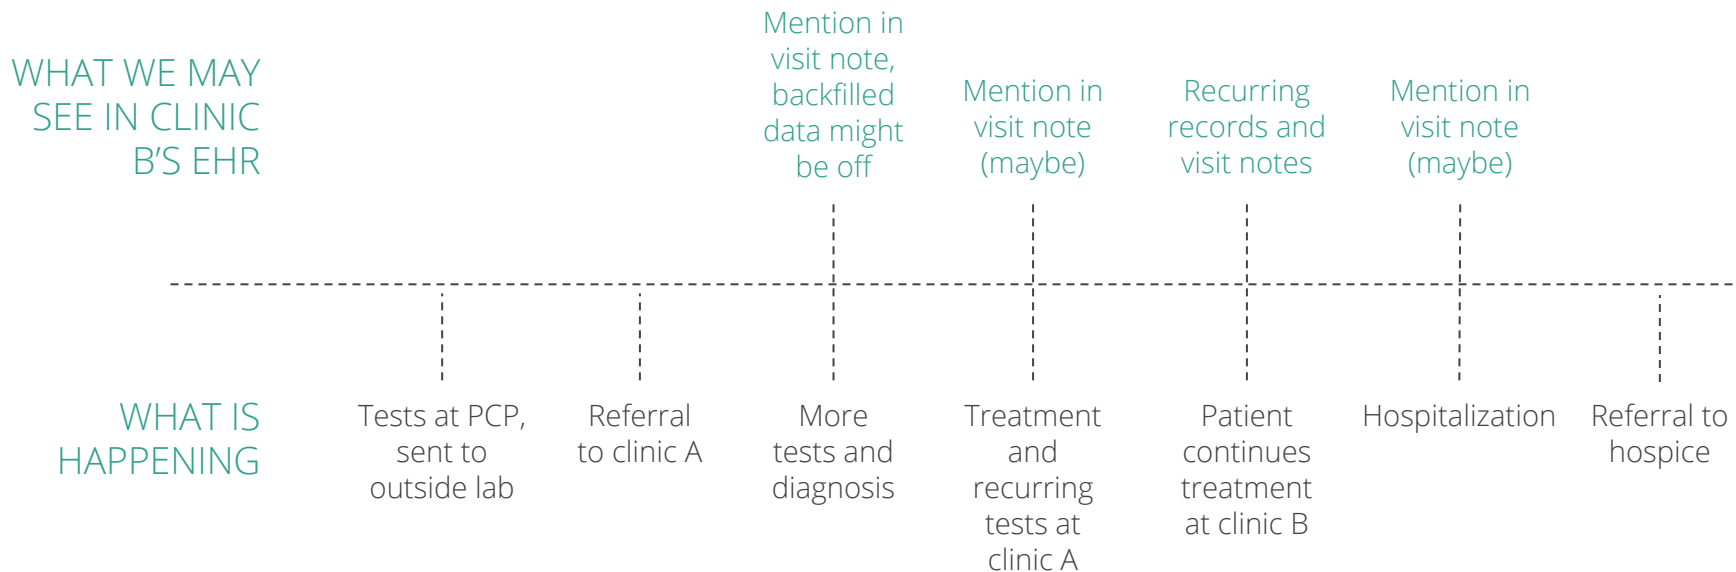 WHAT WE MAY
SEE IN CLINIC
B'S EHR
Mention in
visit note,
backfilled
data might
be off
Mention in
visit note
(maybe)
Recurring
records and
visit notes
Mention in
visit note
(maybe)
WHAT IS
HAPPENING
Tests at PCP,
sent to
outside lab
Referral
to clinic A
More
tests and
diagnosis
Treatment
and
recurring
tests at
clinic A
Patient
continues
treatment
at clinic B
Hospitalization
Referral to
hospice